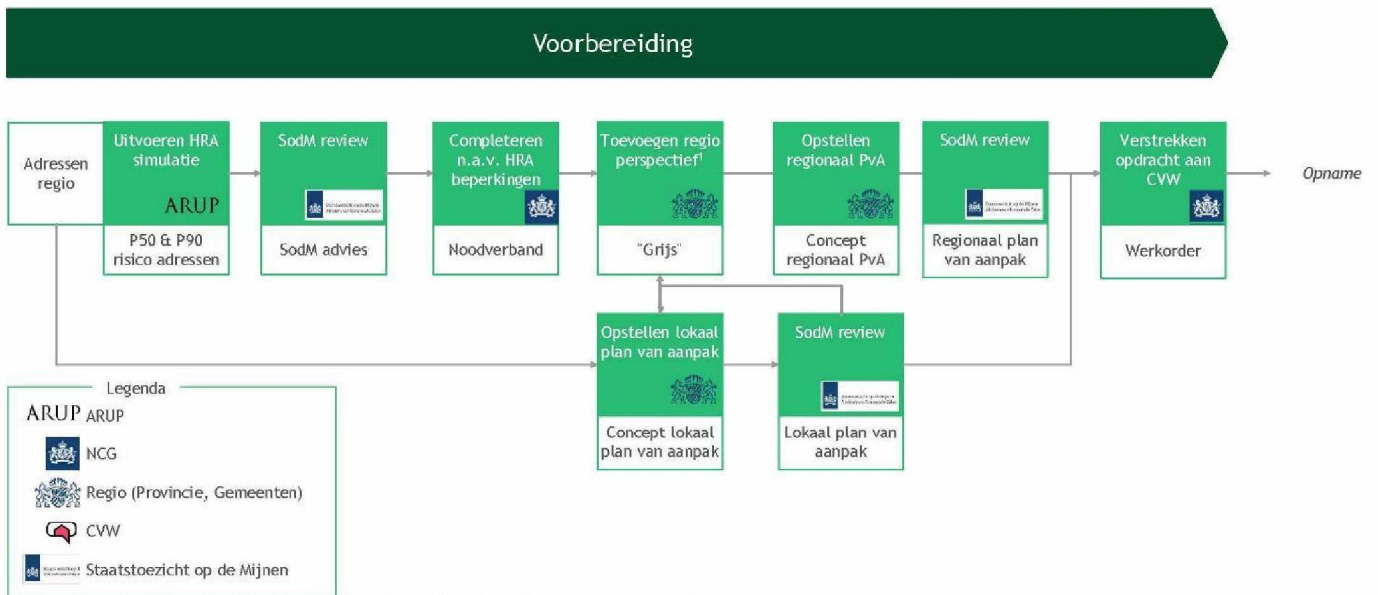 Voorbereiding
Adressen
regio
Uitvoeren HRA
simulatie
ARUP
P50 & P90
risico adressen
SodM review
SodM advies
Completeren
n.a.v. HRA
beperkingen
Noodverband
Toevoegen regio
perspectief¹
"Grijs"
Opstellen
regionaal PvA
Concept
regionaal PvA
SodM review
Regionaal plan
van aanpak
Verstrekken
opdracht aan
CVW
Werkorder
Opname
Opstellen lokaal
plan van aanpak
Concept lokaal
plan van aanpak
SodM review
Lokaal plan van
aanpak
Legenda
ARUP ARUP
NCG
Regio (Provincie, Gemeenten)
CVW
Staatstoezicht op de Mijnen